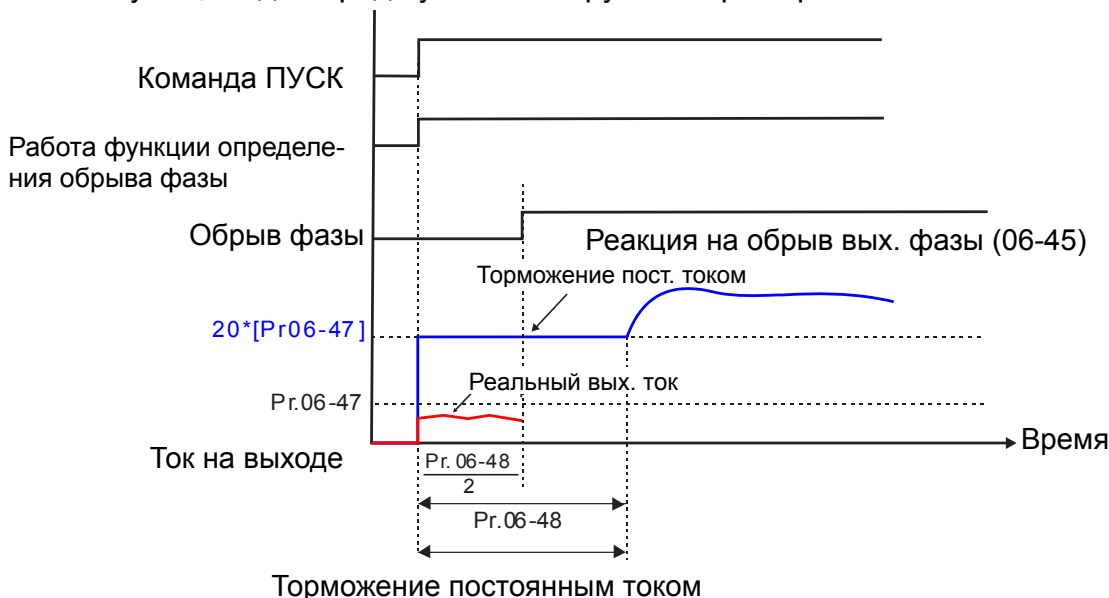 Команда ПУСК
Работа функции определе-
ния обрыва фазы
Обрыв фазы
Реакция на обрыв вых. фазы (06-45)
Торможение пост. током
20*[Pr06-47]
Реальный вых. ток
Pr.06-47
Время
Ток на выходе
Pr. 06-48
2
Pr.06-48
Торможение постоянным током